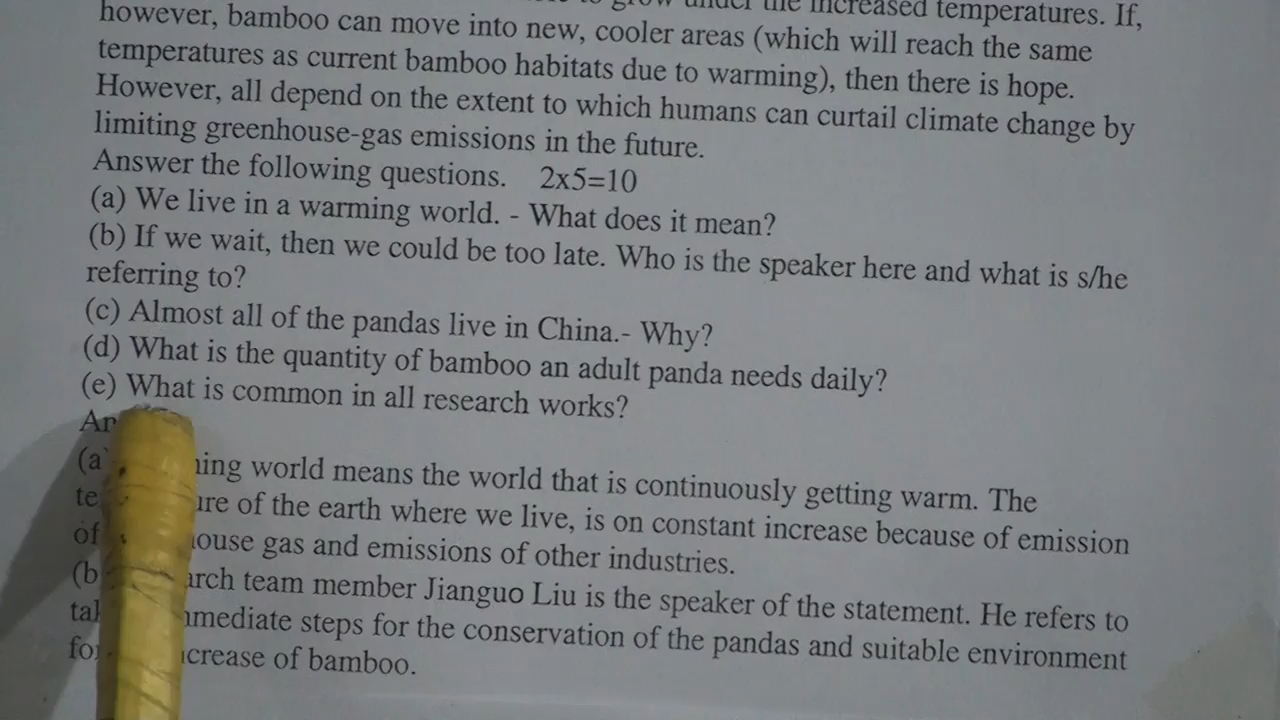 to grow under the increased temperatures. If,
however, bamboo can move into new, cooler areas (which will reach the same
temperatures as current bamboo habitats due to warming), then there is hope.
However, all depend on the extent to which humans can curtail climate change by
limiting greenhouse-gas emissions in the future.
Answer the following questions. 2x5=10
(a) We live in a warming world. - What does it mean?
(b) If we wait, then we could be too late. Who is the speaker here and what is s/he
referring to?
(c) Almost all of the pandas live in China.- Why?
(d) What is the quantity of bamboo an adult panda needs daily?
(e) What is common in all research works?
(a) world means the world that is continuously getting warm. The
of the earth where we live, is on constant increase because of emission
of gas and emissions of other industries.
(b team member Jianguo Liu is the speaker of the statement. He refers to
steps for the conservation of the pandas and suitable environment
of bamboo.